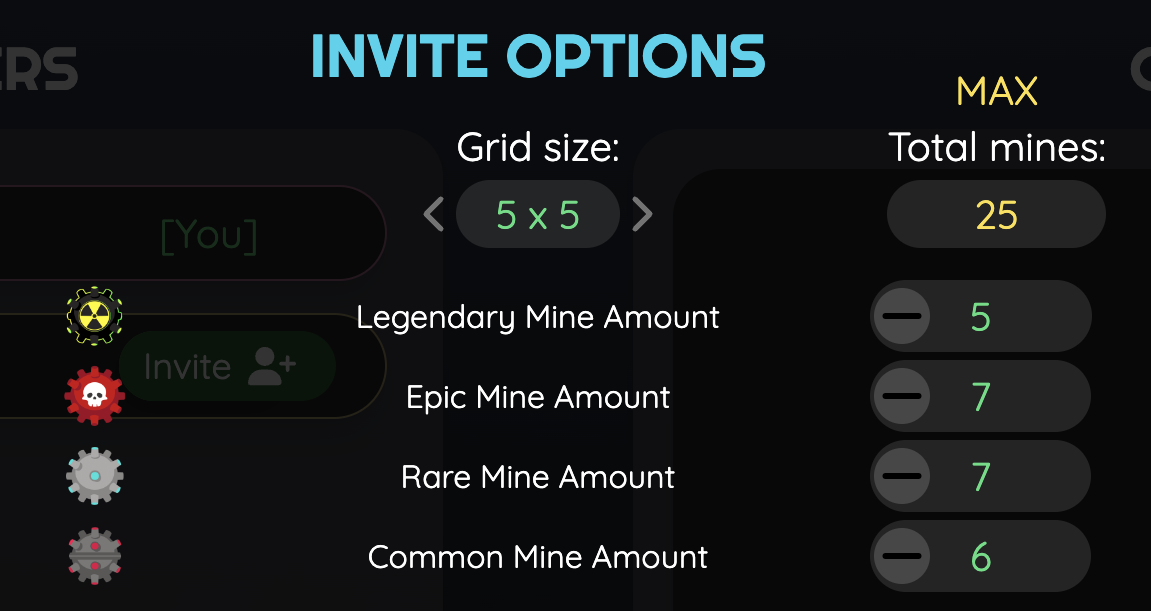 INVITE OPTIONS
ERS
MAX
Grid size:
Total mines:
5 x 5
25
[You]
Legendary Mine Amount
5
Invite
Epic Mine Amount
7
Rare Mine Amount
7
Common Mine Amount
6